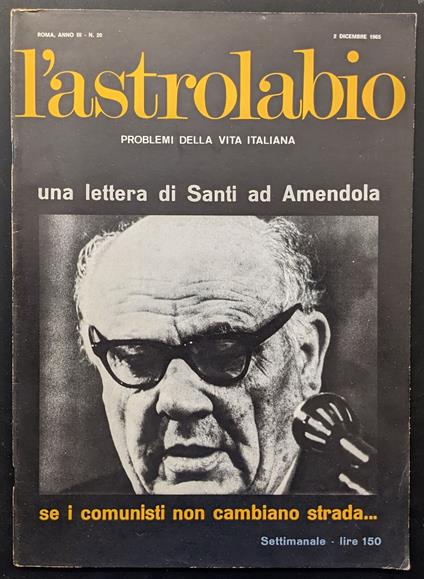 ROMA, ANNO III - N. 20
2 DICEMBRE 1965
l'astrolabio
PROBLEMI DELLA VITA ITALIANA
una lettera di Santi ad Amendola
se i comunisti non cambiano strada...
Settimanale - lire 150